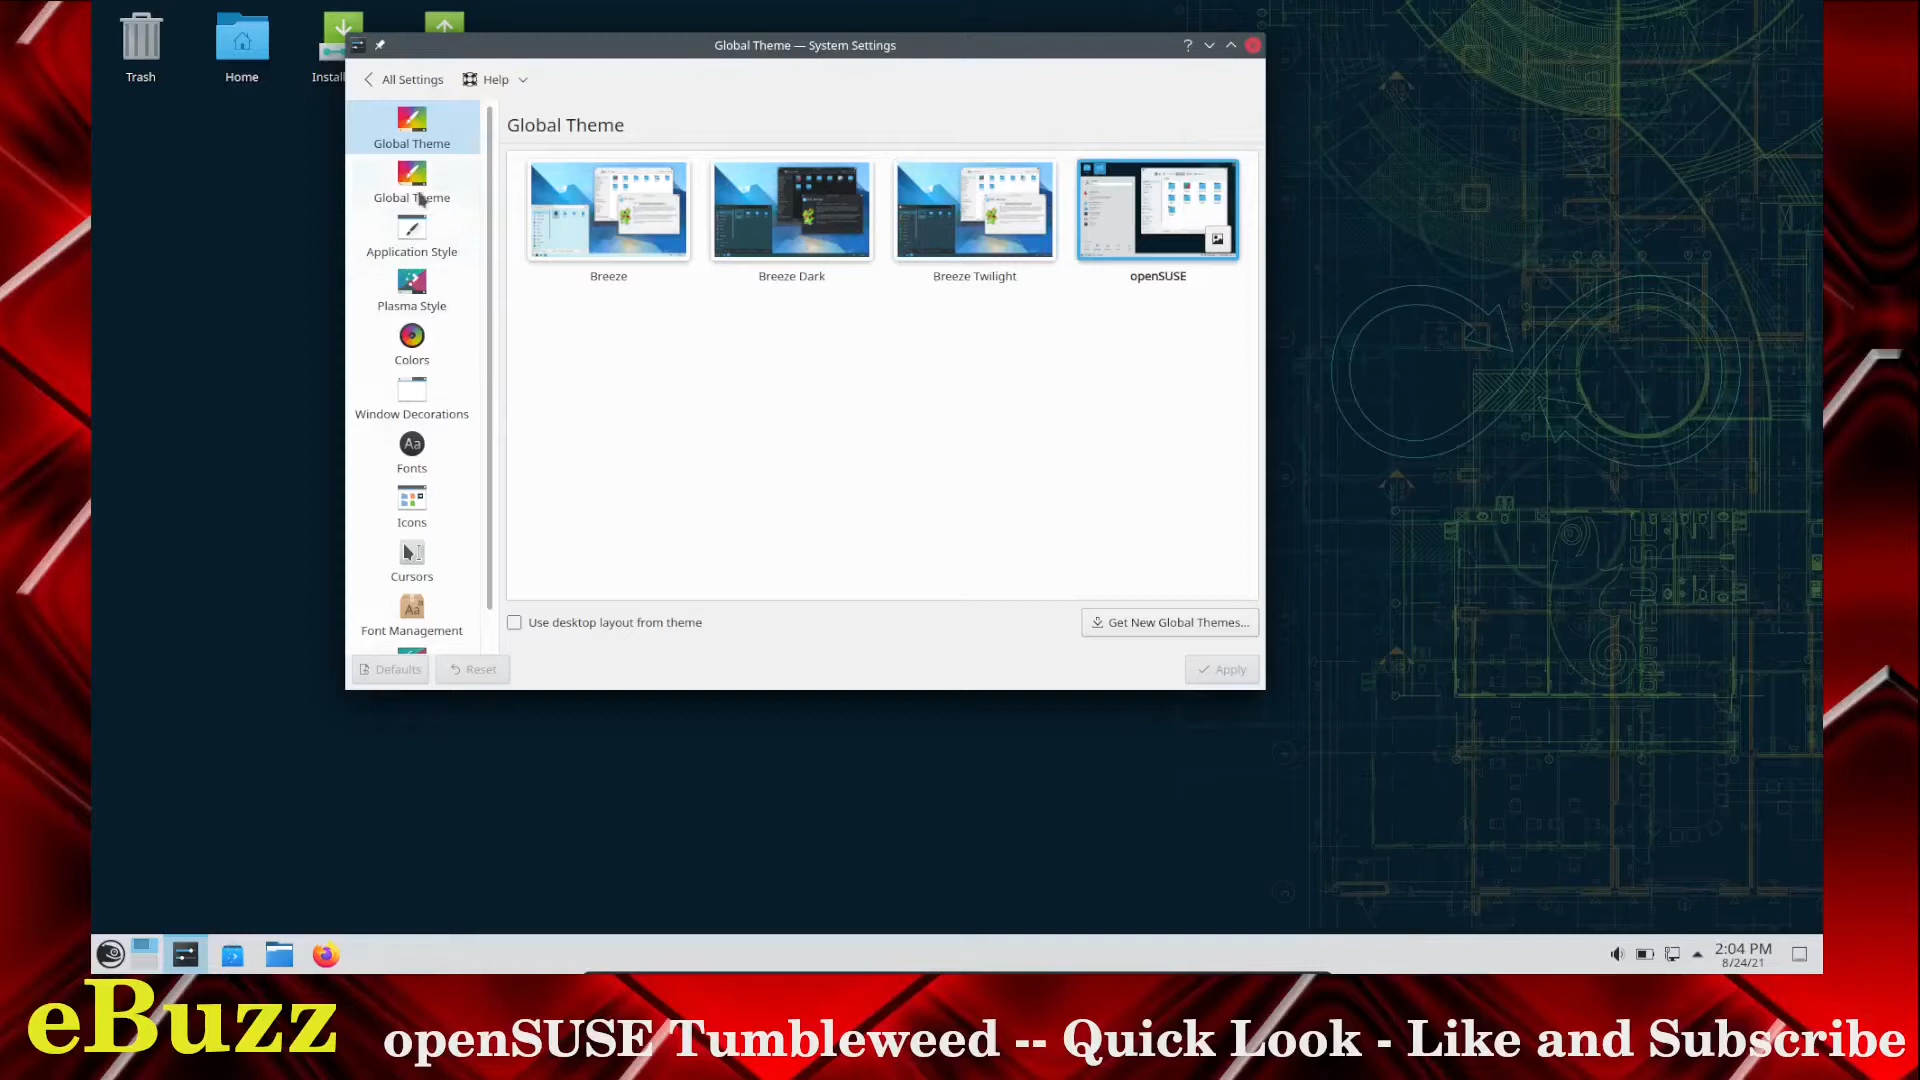 Trash
Home
Install
Global Theme — System Settings
?
All Settings
Help
Global Theme
Global Theme
Application Style
Plasma Style
Colors
Window Decorations
Aa
Fonts
Icons
Cursors
Aa
Font Management
Global Theme
Breeze
Breeze Dark
Breeze Twilight
openSUSE
Use desktop layout from theme
Get New Global Themes...
Defaults
Reset
Apply
openSUSE
2:04 PM
8/24/21
eBuzz
openSUSE Tumbleweed -- Quick Look - Like and Subscribe